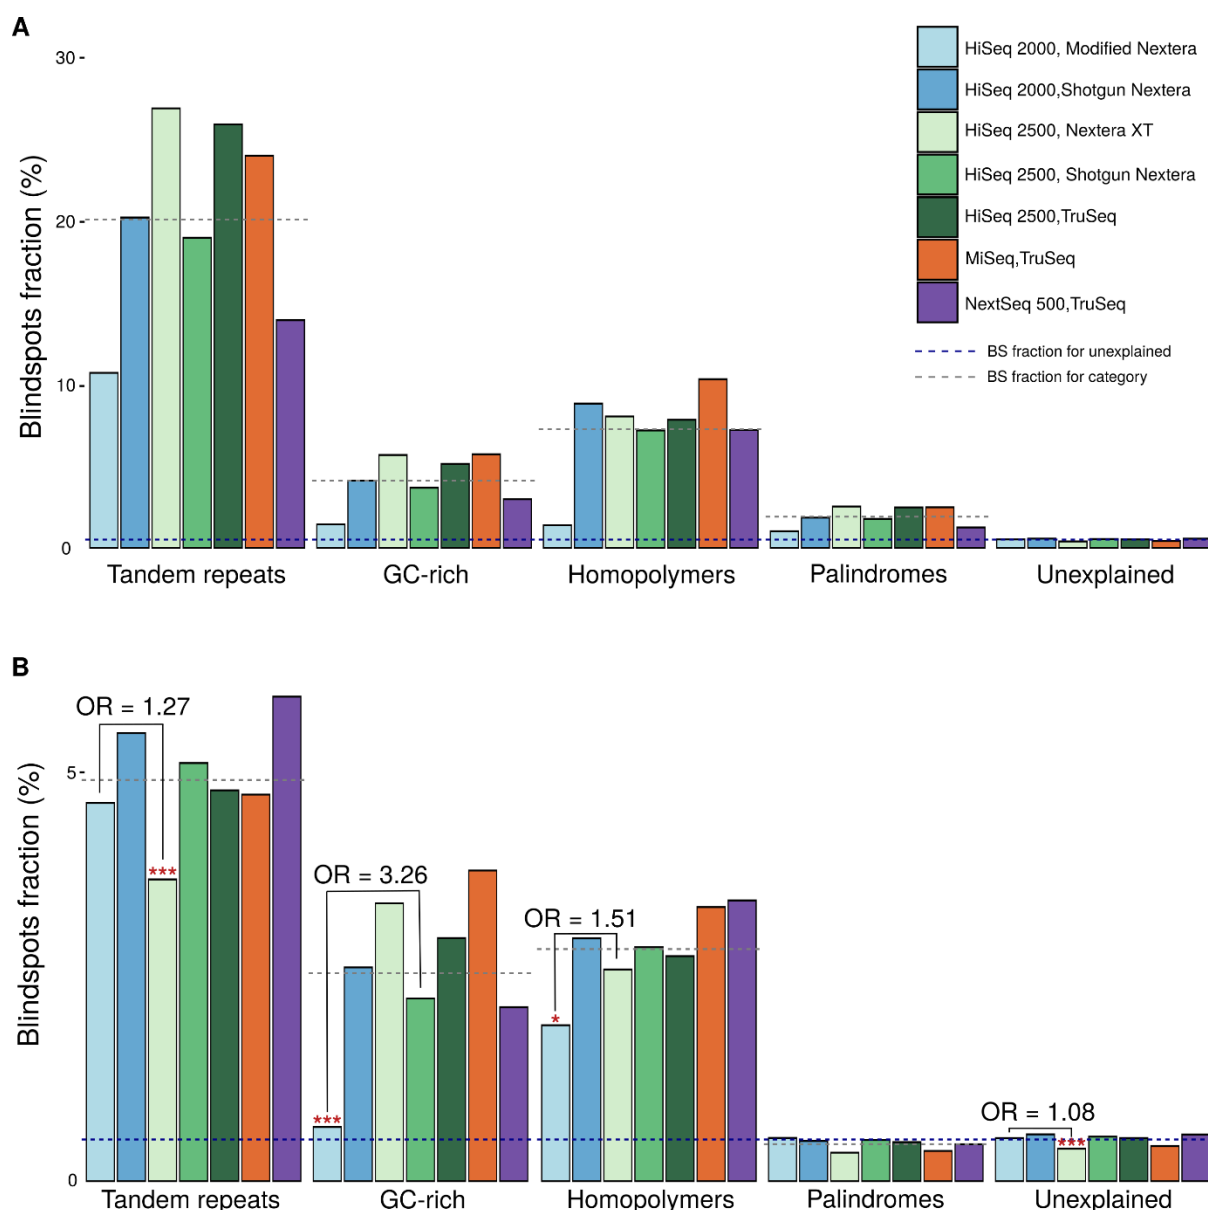 A
30
20
10
0
Blindspots fraction (%)
HiSeq 2000, Modified Nextera
HiSeq 2000,Shotgun Nextera
HiSeq 2500, Nextera XT
HiSeq 2500, Shotgun Nextera
HiSeq 2500,TruSeq
MiSeq,TruSeq
NextSeq 500,TruSeq
BS fraction for unexplained
BS fraction for category
Tandem repeats
GC-rich
Homopolymers
Palindromes
Unexplained
B
5
0
Blindspots fraction (%)
OR = 1.27
***
OR = 3.26
***
OR = 1.51
*
OR = 1.08
***
Tandem repeats
GC-rich
Homopolymers
Palindromes
Unexplained